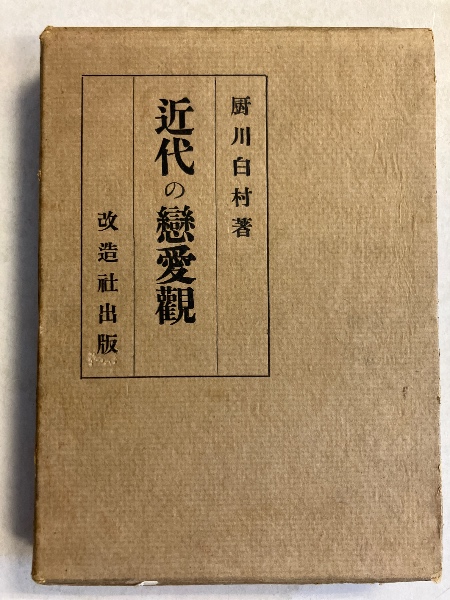 厨川白村著
近代の戀愛觀
改造社出版